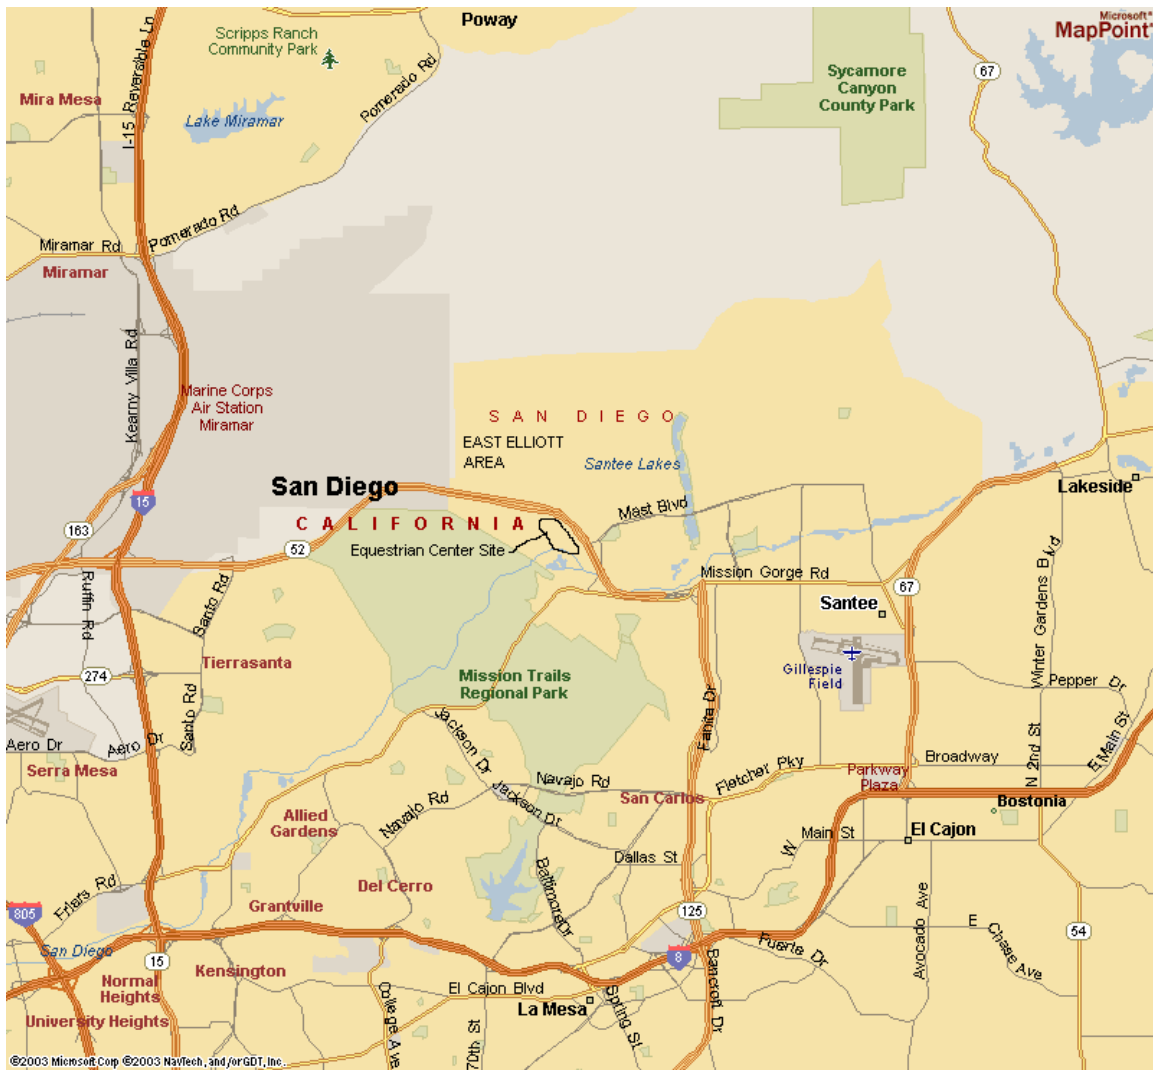 Poway
Microsoft®
MapPoint®
Scripps Ranch
Community Park
I-15 Reversible Ln
Pomerado Rd
67
Sycamore
Canyon
County Park
Mira Mesa
Lake Miramar
Pomerado Rd
Miramar Rd
Miramar
Kearny Villa Rd
Marine Corps
Air Station
Miramar
SAN DIEGO
EAST ELLIOTT
AREA
Santee Lakes
San Diego
Lakeside
15
Mast Blvd
163
CALIFORNIA
52
Equestrian Center Site
Mission Gorge Rd
67
Santee
Ruffin Rd
Santo Rd
Winter Gardens Blvd
Tierrasanta
274
Mission Trails
Regional Park
Gillespie
Field
Pepper Dr
Santo Rd
Fanita Dr
Jackson Dr
Aero Dr
Aero Dr
Serra Mesa
N 2nd St
E Main St
Broadway
Fletcher Pky
Parkway
Plaza
Navajo Rd
Jackson Dr
San Carlos
Bostonia
Allied
Gardens
Navajo Rd
W Main St
El Cajon
Dallas St
Baltimore Dr
Friars Rd
Del Cerro
Grantville
805
125
Avocado Ave
E Chase Ave
54
San Diego
15
8
Fuerte Dr
Bancroft Dr
Normal
Heights
Kensington
El Cajon Blvd
College Ave
La Mesa
Spring St
70th St
University Heights
©2003 Microsoft Corp ©2003 NavTech, and/or GDT, Inc.